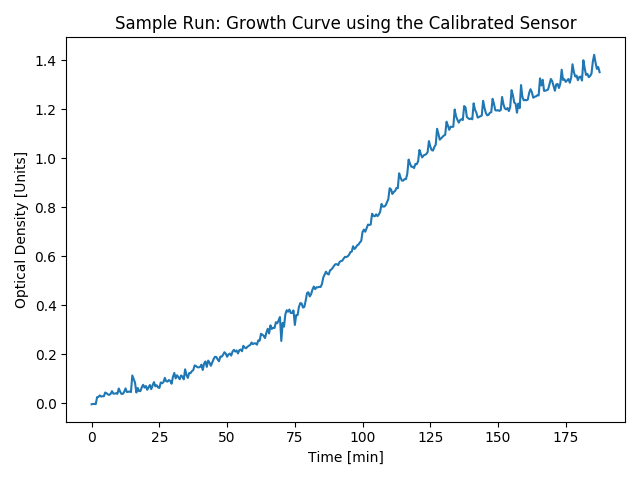 Sample Run: Growth Curve using the Calibrated Sensor
Optical Density [Units]
1.4
1.2
1.0
0.8
0.6
0.4
0.2
0.0
0 25 50 75 100 125 150 175
Time [min]